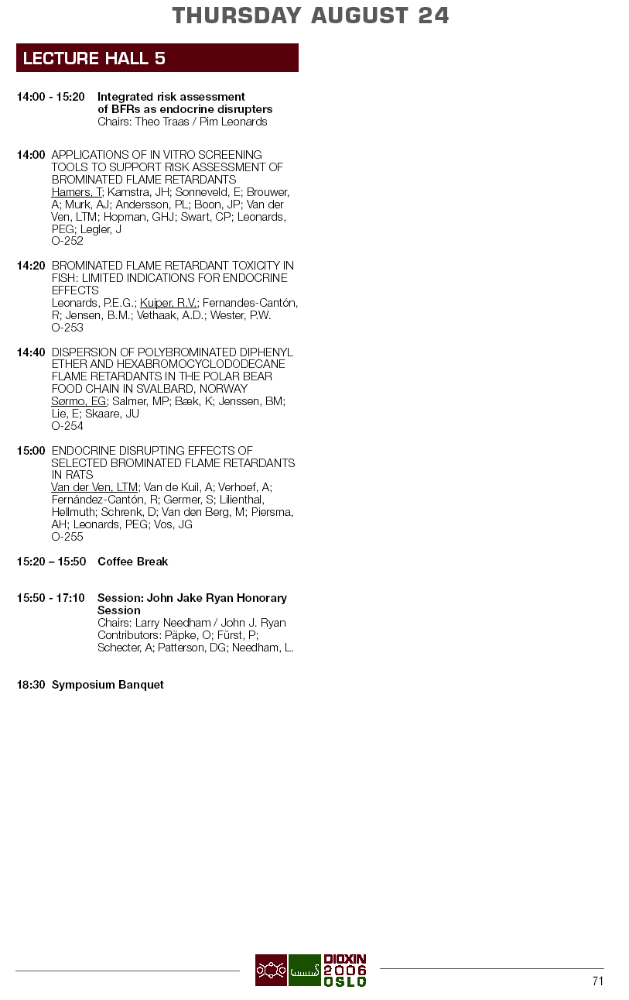 THURSDAY AUGUST 24
LECTURE HALL 5
14:00 - 15:20 Integrated risk assessment
of BFRs as endocrine disrupters
Chairs: Theo Traas / Pim Leonards
14:00 APPLICATIONS OF IN VITRO SCREENING
TOOLS TO SUPPORT RISK ASSESSMENT OF
BROMINATED FLAME RETARDANTS
Hamers, T; Kamstra, JH; Sonneveld, E; Brouwer,
A; Murk, AJ; Andersson, PL; Boon, JP; Van der
Ven, LTM; Hopman, GHJ; Swart, CP; Leonards,
PEG; Legler, J
O-252
14:20 BROMINATED FLAME RETARDANT TOXICITY IN
FISH: LIMITED INDICATIONS FOR ENDOCRINE
EFFECTS
Leonards, P.E.G.; Kuiper, R.V.; Fernandes-Cantón,
R; Jensen, B.M.; Vethaak, A.D.; Wester, P.W.
O-253
14:40 DISPERSION OF POLYBROMINATED DIPHENYL
ETHER AND HEXABROMOCYCLODODECANE
FLAME RETARDANTS IN THE POLAR BEAR
FOOD CHAIN IN SVALBARD, NORWAY
Sørmo, EG; Salmer, MP; Bæk, K; Jenssen, BM;
Lie, E; Skaare, JU
O-254
15:00 ENDOCRINE DISRUPTING EFFECTS OF
SELECTED BROMINATED FLAME RETARDANTS
IN RATS
Van der Ven, LTM; Van de Kuil, A; Verhoef, A;
Fernández-Cantón, R; Germer, S; Lilienthal,
Hellmuth; Schrenk, D; Van den Berg, M; Piersma,
AH; Leonards, PEG; Vos, JG
O-255
15:20 – 15:50 Coffee Break
15:50 - 17:10 Session: John Jake Ryan Honorary
Session
Chairs: Larry Needham / John J. Ryan
Contributors: Päpke, O; Fürst, P;
Schecter, A; Patterson, DG; Needham, L.
18:30 Symposium Banquet
DIOXIN
2006
OSLO
71